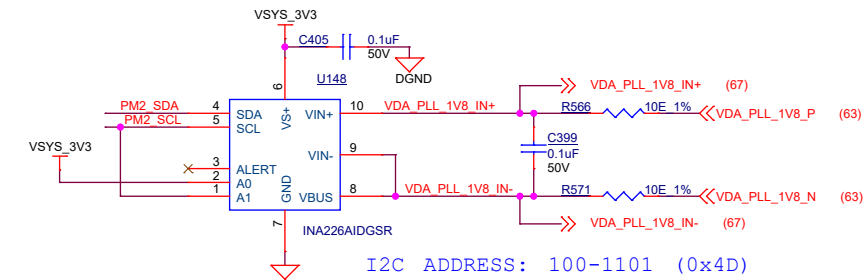 VSYS_3V3
C405 0.1uF
50V
DGND
U148
6
VDA_PLL_1V8_IN+ (67)
PM2_SDA 4 SDA VS+ VIN+ 10 VDA_PLL_1V8_IN+ R566 10E_1% VDA_PLL_1V8_P (63)
PM2_SCL 5 SCL
C399
0.1uF
50V
VSYS_3V3
VIN- 9
3 ALERT
2 A0
1 A1 GND VBUS 8 VDA_PLL_1V8_IN- R571 10E_1% VDA_PLL_1V8_N (63)
7
VDA_PLL_1V8_IN- (67)
INA226AIDGSR
I2C ADDRESS: 100-1101 (0x4D)